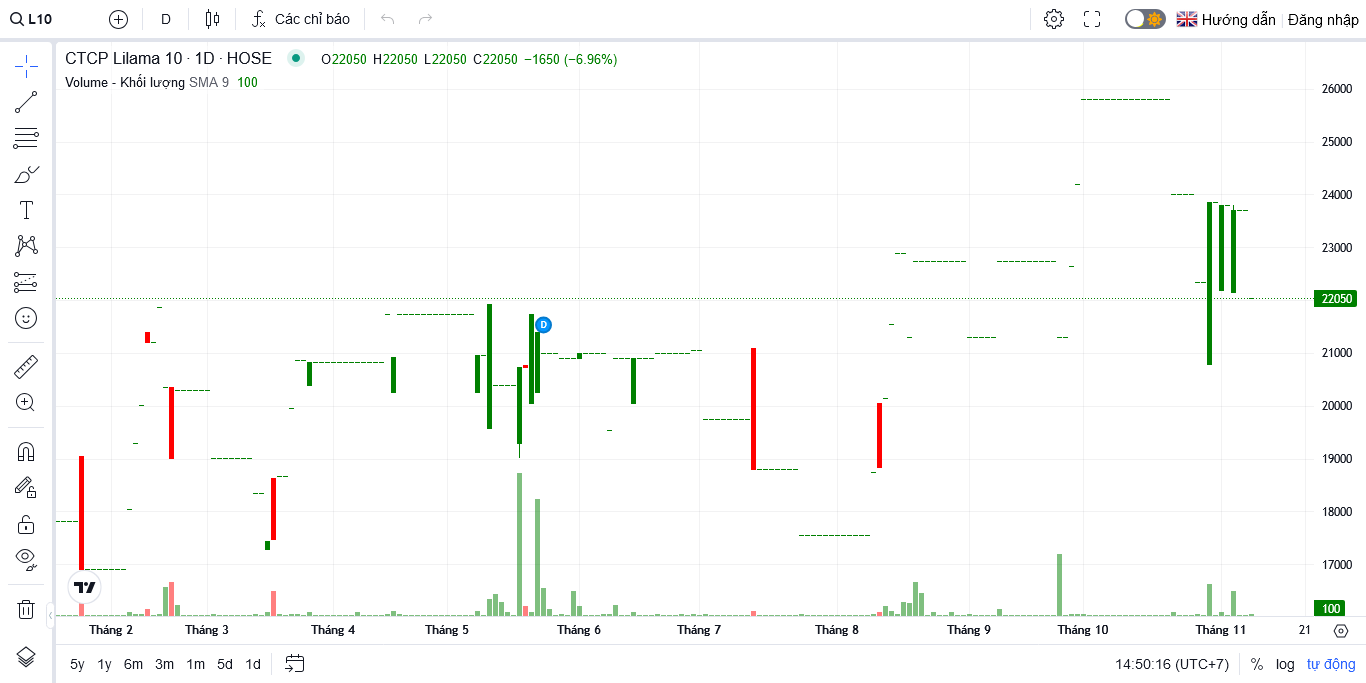 L10 D Các chỉ báo Hướng dẫn Đăng nhập
CTCP Lilama 10 · 1D · HOSE O22050 H22050 L22050 C22050 −1650 (−6.96%)
Volume - Khối lượng SMA 9 100
26000
25000
24000
23000
22050
D
21000
20000
19000
18000
17000
100
Tháng 2 Tháng 3 Tháng 4 Tháng 5 Tháng 6 Tháng 7 Tháng 8 Tháng 9 Tháng 10 Tháng 11 21
5y 1y 6m 3m 1m 5d 1d 14:50:16 (UTC+7) % log tự động